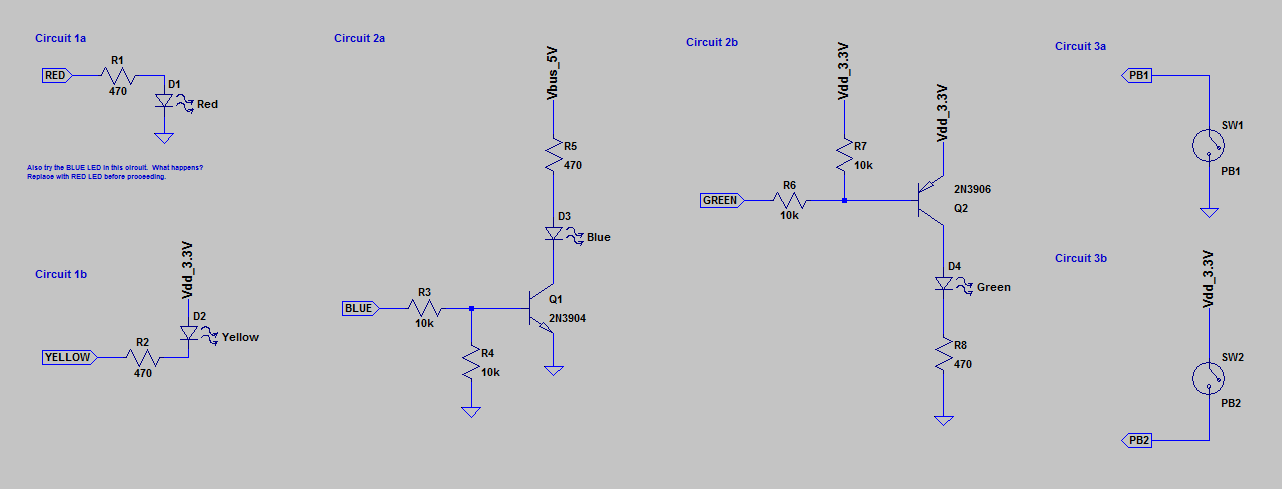 Circuit 1a
RED
R1
470
D1
Red
Also try the BLUE LED in this circuit. What happens?
Replace with RED LED before proceeding.
Circuit 1b
Vdd_3.3V
D2
Yellow
YELLOW
R2
470
Circuit 2a
Vbus_5V
R5
470
D3
Blue
BLUE
R3
10k
Q1
2N3904
R4
10k
Circuit 2b
Vdd_3.3V
Vdd_3.3V
R7
10k
GREEN
R6
10k
2N3906
Q2
D4
Green
R8
470
Circuit 3a
PB1
SW1
PB1
Circuit 3b
Vdd_3.3V
SW2
PB2
PB2